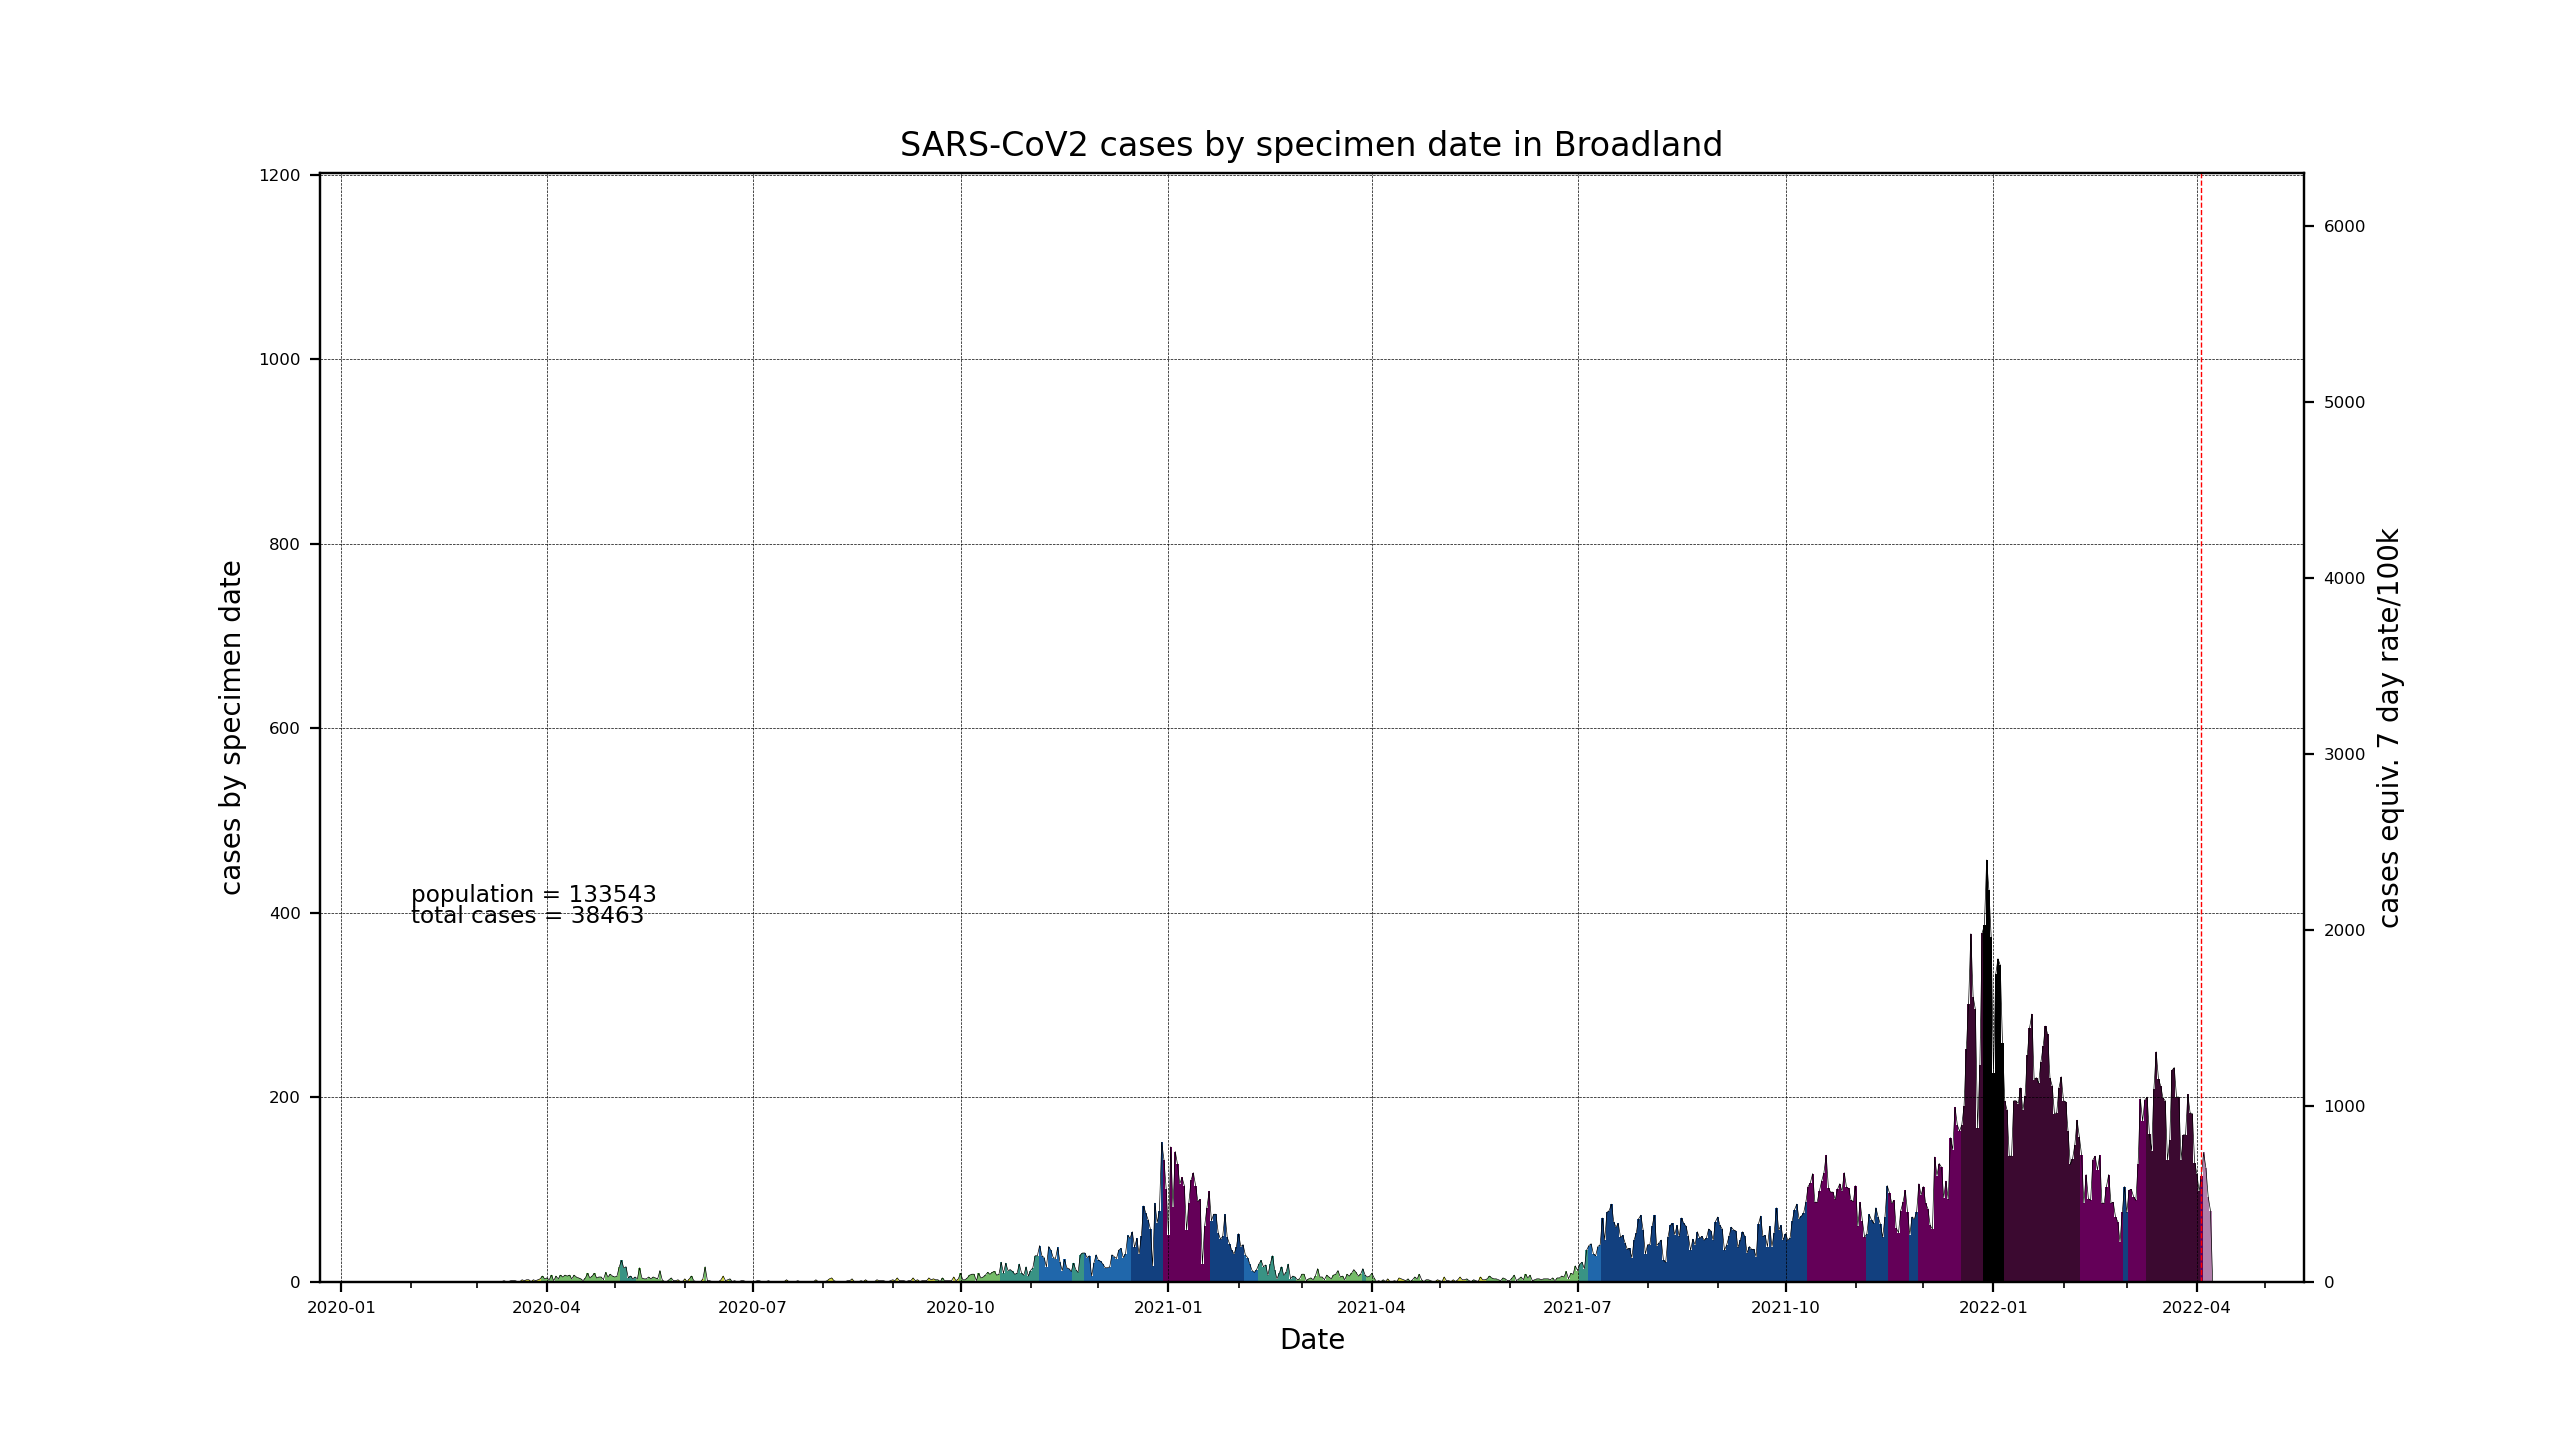 SARS-CoV2 cases by specimen date in Broadland
cases by specimen date
1200
1000
800
600
400
200
0
population = 133543
total cases = 38463
6000
5000
4000
3000
2000
1000
0
cases equiv. 7 day rate/100k
2020-01 2020-04 2020-07 2020-10 2021-01 2021-04 2021-07 2021-10 2022-01 2022-04
Date